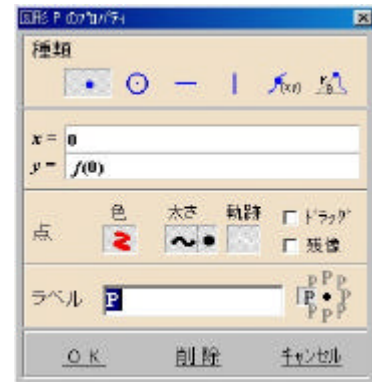 図形 P のプロパティ
種類
f(x,y)
x = 0
y = f(0)
色 太さ 軌跡 ドラッグ
点 残像
ラベル P
P P P
P P
P P P
OK 削除 キャンセル